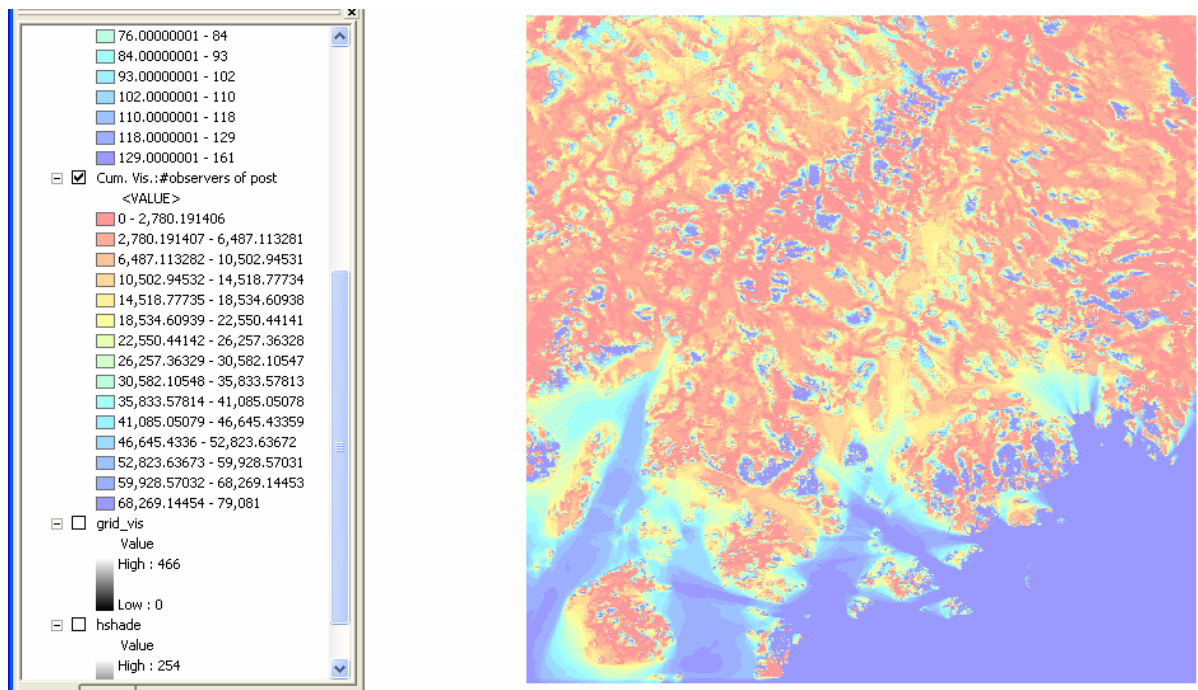 76.00000001 - 84
84.00000001 - 93
93.00000001 - 102
102.0000001 - 110
110.0000001 - 118
118.0000001 - 129
129.0000001 - 161
Cum. Vis.:#observers of post
<VALUE>
0 - 2,780.191406
2,780.191407 - 6,487.113281
6,487.113282 - 10,502.94531
10,502.94532 - 14,518.77734
14,518.77735 - 18,534.60938
18,534.60939 - 22,550.44141
22,550.44142 - 26,257.36328
26,257.36329 - 30,582.10547
30,582.10548 - 35,833.57813
35,833.57814 - 41,085.05078
41,085.05079 - 46,645.43359
46,645.4336 - 52,823.63672
52,823.63673 - 59,928.57031
59,928.57032 - 68,269.14453
68,269.14454 - 79,081
grid_vis
Value
High : 466
Low : 0
hshade
Value
High : 254